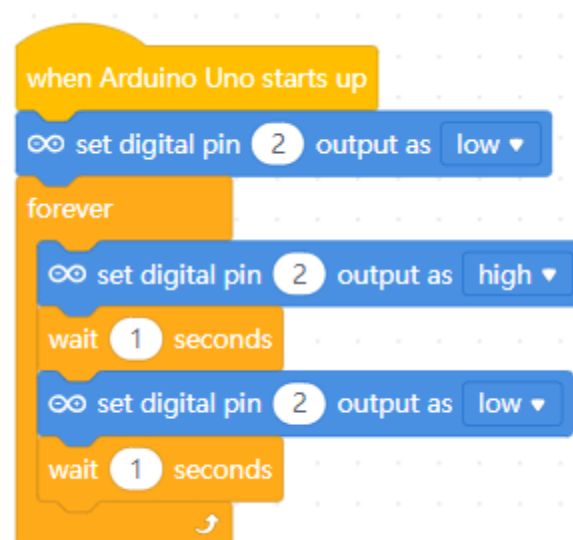 when Arduino Uno starts up
set digital pin 2 output as low
forever
set digital pin 2 output as high
wait 1 seconds
set digital pin 2 output as low
wait 1 seconds